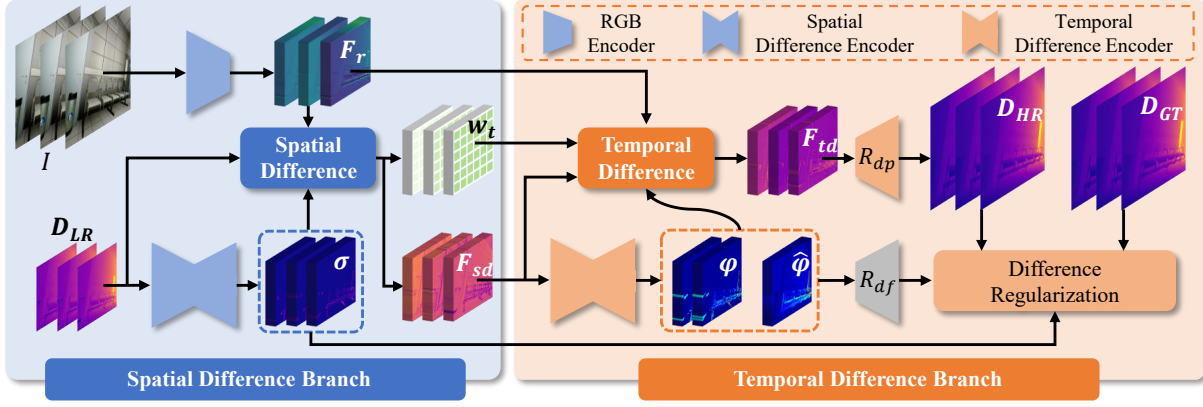 RGB
Encoder
Spatial
Difference Encoder
Temporal
Difference Encoder
I
F_r
w_t
Spatial
Difference
D_LR
σ
F_sd
Temporal
Difference
F_td
R_dp
D_HR
D_GT
φ
φ̂
R_df
Difference
Regularization
Spatial Difference Branch
Temporal Difference Branch